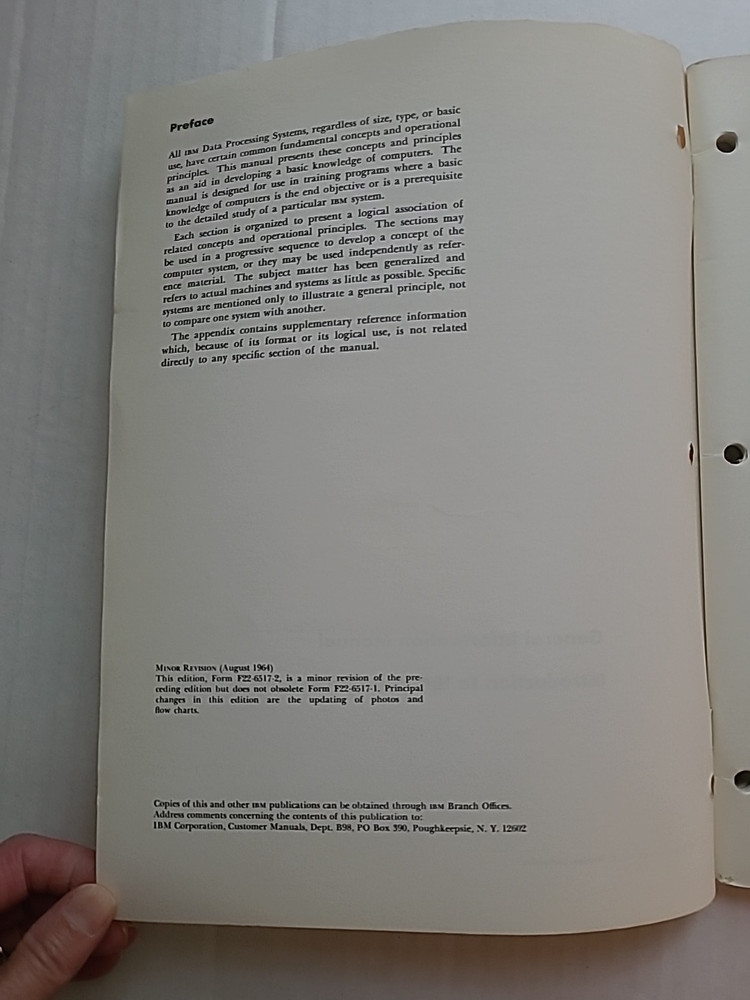 Preface
All IBM Data Processing Systems, regardless of size, type, or basic
use, have certain common fundamental concepts and operational
principles. This manual presents these concepts and principles
as an aid in developing a basic knowledge of computers. The
manual is designed for use in training programs where a basic
knowledge of computers is the end objective or is a prerequisite
to the detailed study of a particular IBM system.
Each section is organized to present a logical association of
related concepts and operational principles. The sections may
be used in a progressive sequence to develop a concept of the
computer system, or they may be used independently as refer-
ence material. The subject matter has been generalized and
refers to actual machines and systems as little as possible. Specific
systems are mentioned only to illustrate a general principle, not
to compare one system with another.
The appendix contains supplementary reference information
which, because of its format or its logical use, is not related
directly to any specific section of the manual.
MINOR REVISION (August 1964)
This edition, Form F22-6517-2, is a minor revision of the pre-
ceding edition but does not obsolete Form F22-6517-1. Principal
changes in this edition are the updating of photos and
flow charts.
Copies of this and other IBM publications can be obtained through IBM Branch Offices.
Address comments concerning the contents of this publication to:
IBM Corporation, Customer Manuals, Dept. B98, PO Box 390, Poughkeepsie, N. Y. 12602